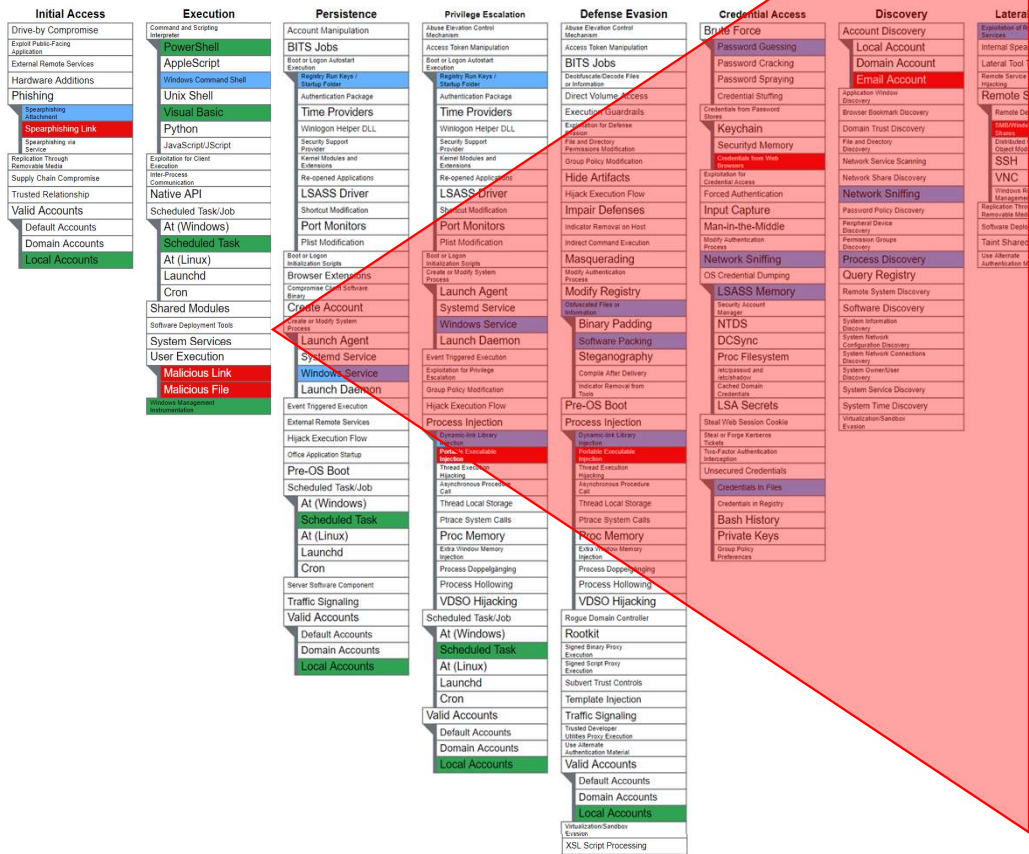 Initial Access
Drive-by Compromise
Exploit Public-Facing
Application
External Remote Services
Hardware Additions
Phishing
Spearphishing
Attachment
Spearphishing Link
Spearphishing via
Service
Replication Through
Removable Media
Supply Chain Compromise
Trusted Relationship
Valid Accounts
Default Accounts
Domain Accounts
Local Accounts
Execution
Command and Scripting
Interpreter
PowerShell
AppleScript
Windows Command Shell
Unix Shell
Visual Basic
Python
JavaScript/JScript
Exploitation for Client
Execution
Inter-Process
Communication
Native API
Scheduled Task/Job
At (Windows)
Scheduled Task
At (Linux)
Launchd
Cron
Shared Modules
Software Deployment Tools
System Services
User Execution
Malicious Link
Malicious File
Windows Management
Instrumentation
Persistence
Account Manipulation
BITS Jobs
Boot or Logon Autostart
Execution
Registry Run Keys /
Startup Folder
Authentication Package
Time Providers
Winlogon Helper DLL
Security Support
Provider
Kernel Modules and
Extensions
Re-opened Applications
LSASS Driver
Shortcut Modification
Port Monitors
Plist Modification
Boot or Logon
Initialization Scripts
Browser Extensions
Compromise Client Software
Binary
Create Account
Create or Modify System
Process
Launch Agent
Systemd Service
Windows Service
Launch Daemon
Event Triggered Execution
External Remote Services
Hijack Execution Flow
Office Application Startup
Pre-OS Boot
Scheduled Task/Job
At (Windows)
Scheduled Task
At (Linux)
Launchd
Cron
Server Software Component
Traffic Signaling
Valid Accounts
Default Accounts
Domain Accounts
Local Accounts
Privilege Escalation
Abuse Elevation Control
Mechanism
Access Token Manipulation
Boot or Logon Autostart
Execution
Registry Run Keys /
Startup Folder
Authentication Package
Time Providers
Winlogon Helper DLL
Security Support
Provider
Kernel Modules and
Extensions
Re-opened Applications
LSASS Driver
Shortcut Modification
Port Monitors
Plist Modification
Boot or Logon
Initialization Scripts
Create or Modify System
Process
Launch Agent
Systemd Service
Windows Service
Launch Daemon
Event Triggered Execution
Exploitation for Privilege
Escalation
Group Policy Modification
Hijack Execution Flow
Process Injection
Dynamic-link Library
Injection
Portable Executable
Injection
Thread Execution
Hijacking
Asynchronous Procedure
Call
Thread Local Storage
Ptrace System Calls
Proc Memory
Extra Window Memory
Injection
Process Doppelgänging
Process Hollowing
VDSO Hijacking
Scheduled Task/Job
At (Windows)
Scheduled Task
At (Linux)
Launchd
Cron
Valid Accounts
Default Accounts
Domain Accounts
Local Accounts
Defense Evasion
Abuse Elevation Control
Mechanism
Access Token Manipulation
BITS Jobs
Deobfuscate/Decode Files
or Information
Direct Volume Access
Execution Guardrails
Exploitation for Defense
Evasion
File and Directory
Permissions Modification
Group Policy Modification
Hide Artifacts
Hijack Execution Flow
Impair Defenses
Indicator Removal on Host
Indirect Command Execution
Masquerading
Modify Authentication
Process
Modify Registry
Obfuscated Files or
Information
Binary Padding
Software Packing
Steganography
Compile After Delivery
Indicator Removal from
Tools
Pre-OS Boot
Process Injection
Dynamic-link Library
Injection
Portable Executable
Injection
Thread Execution
Hijacking
Asynchronous Procedure
Call
Thread Local Storage
Ptrace System Calls
Proc Memory
Extra Window Memory
Injection
Process Doppelgänging
Process Hollowing
VDSO Hijacking
Rogue Domain Controller
Rootkit
Signed Binary Proxy
Execution
Signed Script Proxy
Execution
Subvert Trust Controls
Template Injection
Traffic Signaling
Trusted Developer
Utilities Proxy Execution
Use Alternate
Authentication Material
Valid Accounts
Default Accounts
Domain Accounts
Local Accounts
Virtualization/Sandbox
Evasion
XSL Script Processing
Credential Access
Brute Force
Password Guessing
Password Cracking
Password Spraying
Credential Stuffing
Credentials from Password
Stores
Keychain
Securityd Memory
Credentials from Web
Browsers
Exploitation for
Credential Access
Forced Authentication
Input Capture
Man-in-the-Middle
Modify Authentication
Process
Network Sniffing
OS Credential Dumping
LSASS Memory
Security Account
Manager
NTDS
DCSync
Proc Filesystem
/etc/passwd and
/etc/shadow
Cached Domain
Credentials
LSA Secrets
Steal Web Session Cookie
Steal or Forge Kerberos
Tickets
Two-Factor Authentication
Interception
Unsecured Credentials
Credentials In Files
Credentials in Registry
Bash History
Private Keys
Group Policy
Preferences
Discovery
Account Discovery
Local Account
Domain Account
Email Account
Application Window
Discovery
Browser Bookmark Discovery
Domain Trust Discovery
File and Directory
Discovery
Network Service Scanning
Network Share Discovery
Network Sniffing
Password Policy Discovery
Peripheral Device
Discovery
Permission Groups
Discovery
Process Discovery
Query Registry
Remote System Discovery
Software Discovery
System Information
Discovery
System Network
Configuration Discovery
System Network Connections
Discovery
System Owner/User
Discovery
System Service Discovery
System Time Discovery
Virtualization/Sandbox
Evasion
Lateral
Exploitation of
Services
Internal
Lateral Tool
Remote Service
Hijacking
Remote
Remote
Shares
Distributed
SSH
VNC
Windows
Replication
Removable
Software
Taint Shared
Use Alternate
Authentication